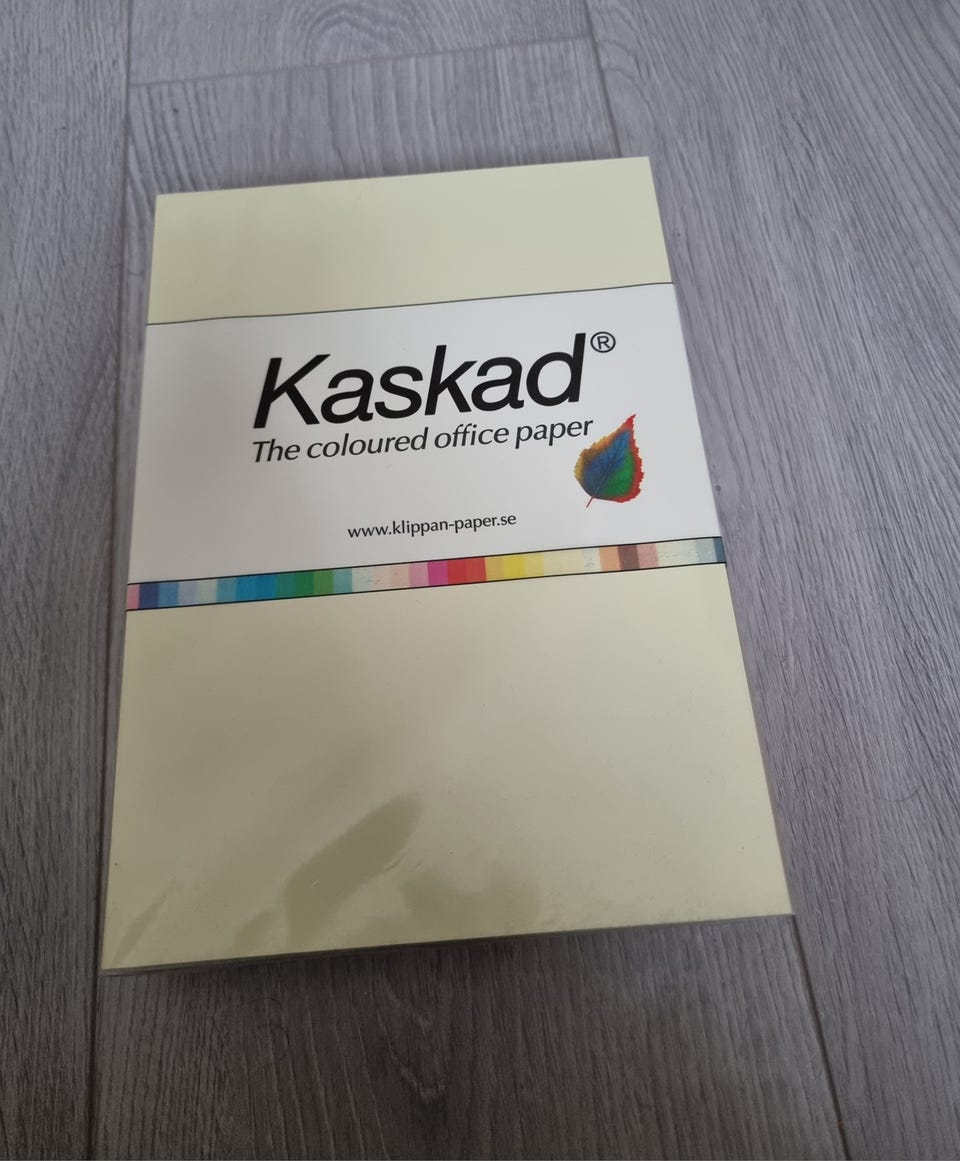 Kaskad®
The coloured office paper
www.klippan-paper.se